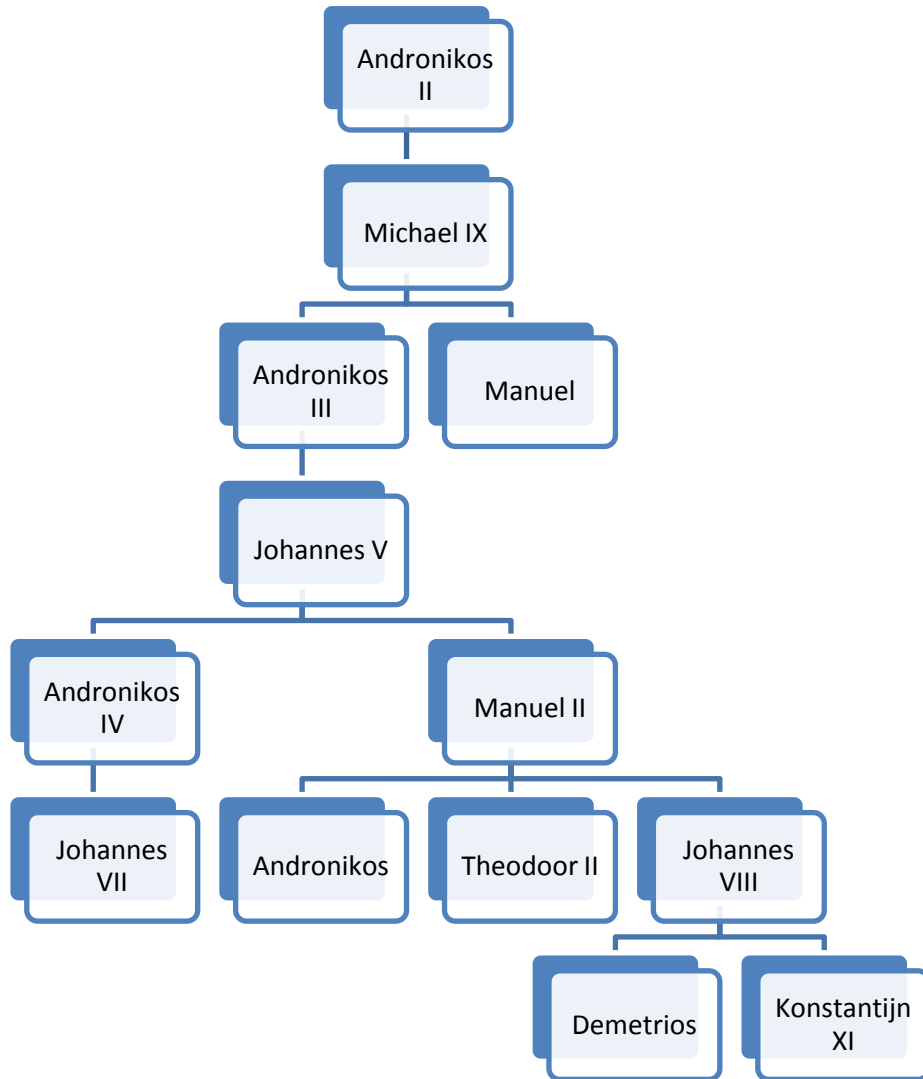 Andronikos
II
Michael IX
Andronikos
III
Manuel
Johannes V
Andronikos
IV
Manuel II
Johannes
VII
Andronikos
Theodoor II
Johannes
VIII
Demetrios
Konstantijn
XI